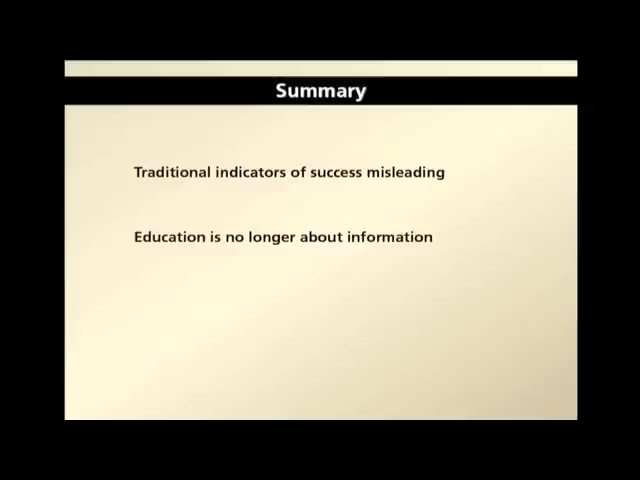 Summary
Traditional indicators of success misleading
Education is no longer about information